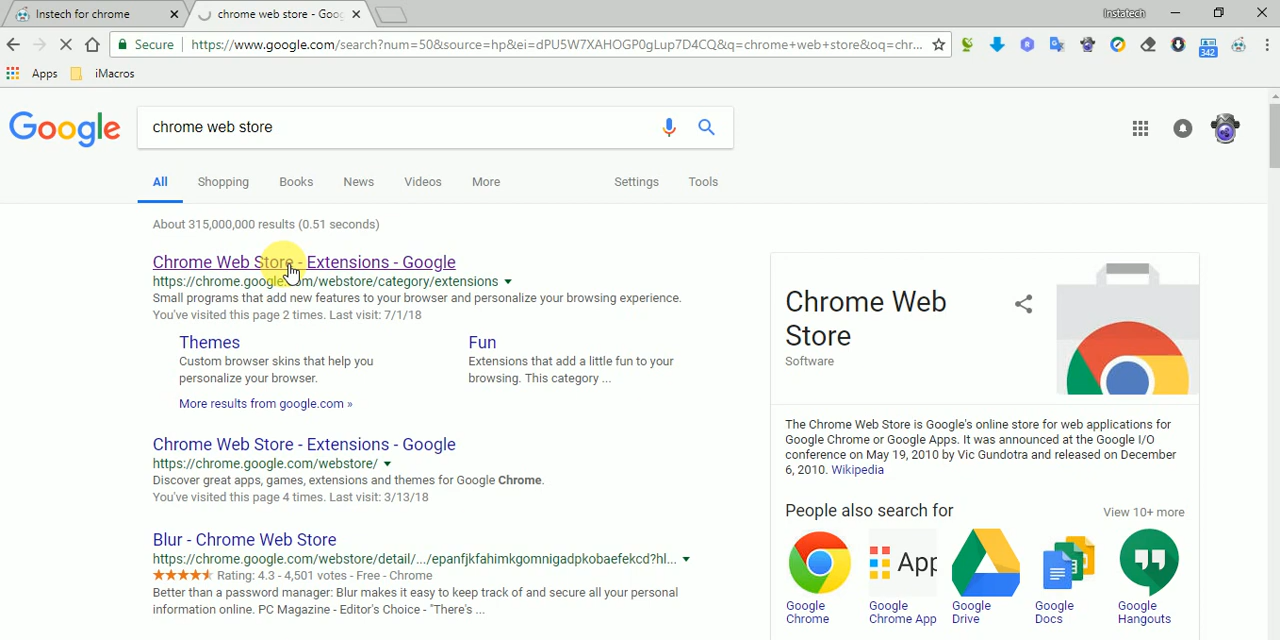 Instech for chrome
chrome web store - Goog
Instatech
Secure
https://www.google.com/search?num=50&source=hp&ei=dPU5W7XAHOGP0gLup7D4CQ&q=chrome+web+store&oq=chr...
342
Apps
iMacros
Google
chrome web store
All
Shopping
Books
News
Videos
More
Settings
Tools
About 315,000,000 results (0.51 seconds)
Chrome Web Store - Extensions - Google
https://chrome.google.com/webstore/category/extensions
Small programs that add new features to your browser and personalize your browsing experience.
You've visited this page 2 times. Last visit: 7/1/18
Themes
Custom browser skins that help you
personalize your browser.
Fun
Extensions that add a little fun to your
browsing. This category ...
More results from google.com »
Chrome Web Store - Extensions - Google
https://chrome.google.com/webstore/
Discover great apps, games, extensions and themes for Google Chrome.
You've visited this page 4 times. Last visit: 3/13/18
Blur - Chrome Web Store
https://chrome.google.com/webstore/detail/.../epanfjkfahimkgomnigadpkobaefekcd?hl...
Rating: 4.3 - 4,501 votes - Free - Chrome
Better than a password manager: Blur makes it easy to keep track of and secure all your personal
information online. PC Magazine - Editor's Choice - "There's ...
Chrome Web
Store
Software
The Chrome Web Store is Google's online store for web applications for
Google Chrome or Google Apps. It was announced at the Google I/O
conference on May 19, 2010 by Vic Gundotra and released on December
6, 2010. Wikipedia
People also search for
View 10+ more
App
Google
Chrome
Google
Chrome App
Google
Drive
Google
Docs
Google
Hangouts